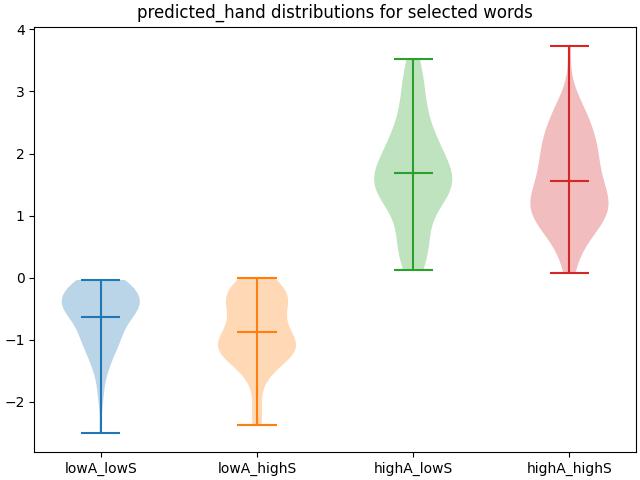 predicted_hand distributions for selected words
4
3
2
1
0
−1
−2
lowA_lowS
lowA_highS
highA_lowS
highA_highS